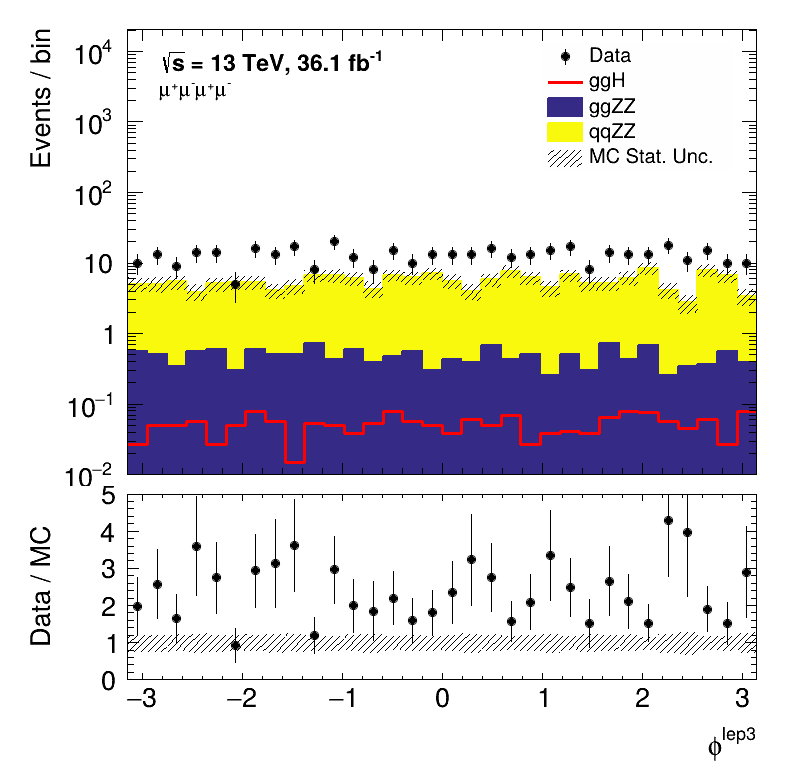 Events / bin
10⁴
10³
10²
10
1
10⁻¹
10⁻²
√s = 13 TeV, 36.1 fb⁻¹
μ⁺μ⁻μ⁺μ⁻
Data
ggH
ggZZ
qqZZ
MC Stat. Unc.
Data / MC
5
4
3
2
1
0
−3 −2 −1 0 1 2 3
ϕˡᵉᵖ³